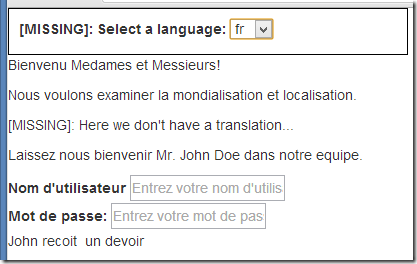 [MISSING]: Select a language: fr
Bienvenu Medames et Messieurs!
Nous voulons examiner la mondialisation et localisation.
[MISSING]: Here we don't have a translation...
Laissez nous bienvenir Mr. John Doe dans notre equipe.
Nom d'utilisateur Entrez votre nom d'utilis
Mot de passe: Entrez votre mot de pas
John recoit un devoir